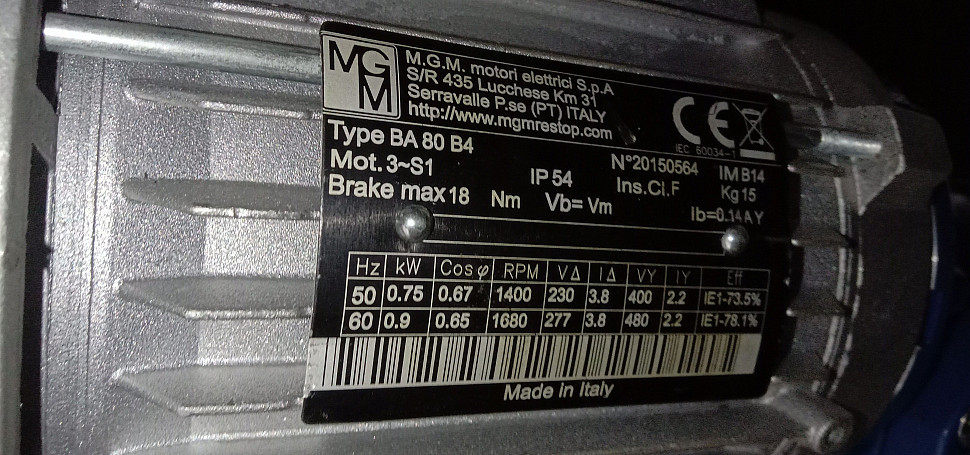 MGM
M.G.M. motori elettrici S.p.A
S/R 435 Lucchese Km 31
Serravalle P.se (PT) ITALY
http://www.mgmrestop.com
CE
IEC 60034-1
Type BA 80 B4
N°20150564 IM B14
Mot. 3~S1 IP 54 Ins.Cl.F Kg 15
Brake max 18 Nm Vb= Vm Ib=0.14 A Y
Hz kW Cos φ RPM V Δ I Δ VY IY Eff
50 0.75 0.67 1400 230 3.8 400 2.2 IE1-73.5%
60 0.9 0.65 1680 277 3.8 480 2.2 IE1-78.1%
Made in Italy